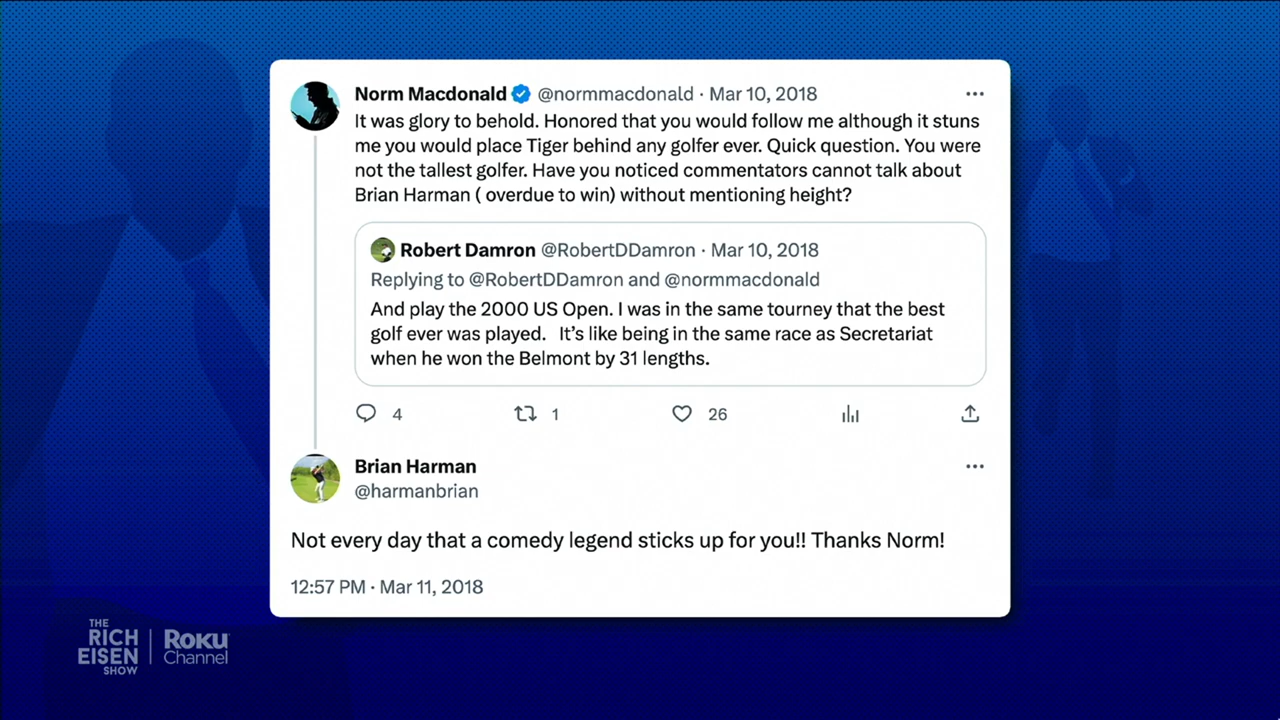 Norm Macdonald @normmacdonald · Mar 10, 2018
It was glory to behold. Honored that you would follow me although it stuns
me you would place Tiger behind any golfer ever. Quick question. You were
not the tallest golfer. Have you noticed commentators cannot talk about
Brian Harman ( overdue to win) without mentioning height?
Robert Damron @RobertDDamron · Mar 10, 2018
Replying to @RobertDDamron and @normmacdonald
And play the 2000 US Open. I was in the same tourney that the best
golf ever was played.   It’s like being in the same race as Secretariat
when he won the Belmont by 31 lengths.
4 1 26
Brian Harman
@harmanbrian
Not every day that a comedy legend sticks up for you!! Thanks Norm!
12:57 PM · Mar 11, 2018
THE
RICH
EISEN
SHOW
Roku
Channel